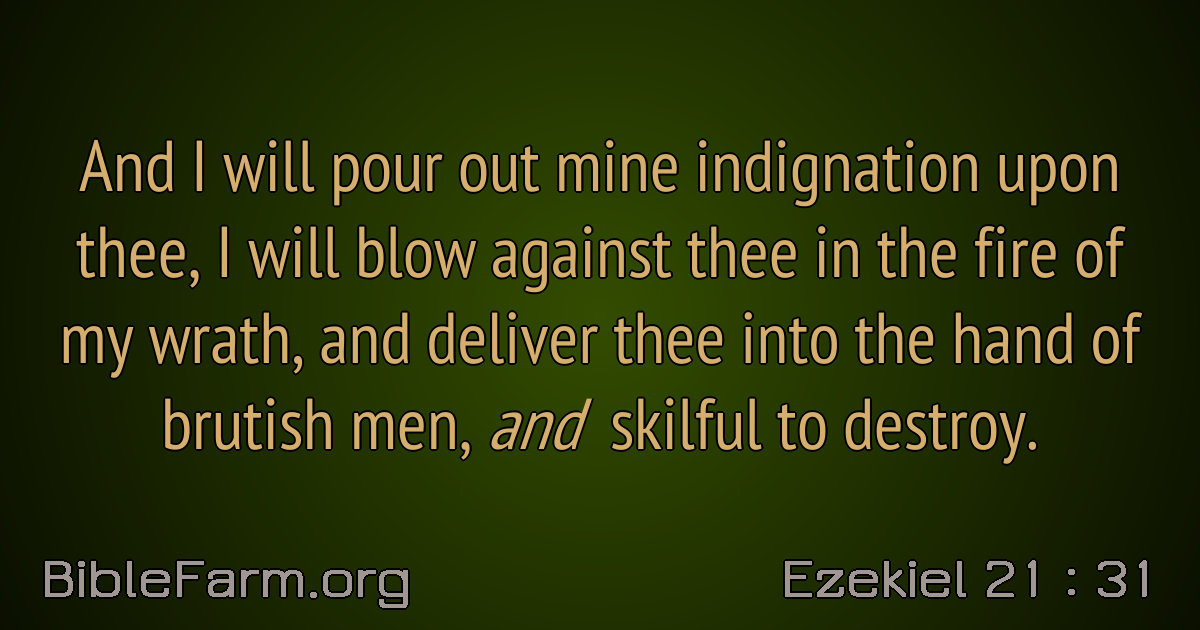 And I will pour out mine indignation upon
thee, I will blow against thee in the fire of
my wrath, and deliver thee into the hand of
brutish men, and skilful to destroy.
BibleFarm.org
Ezekiel 21 : 31